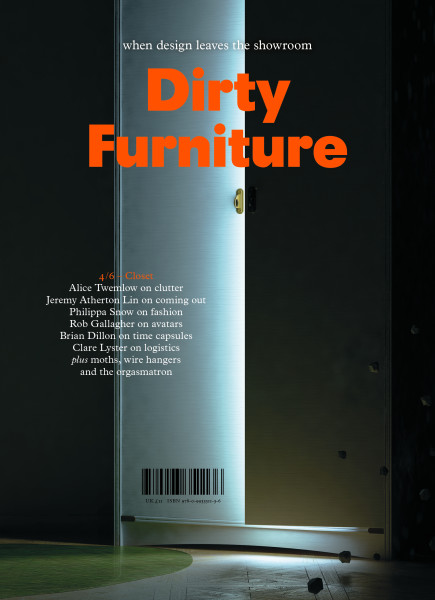 when design leaves the showroom
Dirty
Furniture
4/6 – Closet
Alice Twemlow on clutter
Jeremy Atherton Lin on coming out
Philippa Snow on fashion
Rob Gallagher on avatars
Brian Dillon on time capsules
Clare Lyster on logistics
plus moths, wire hangers
and the orgasmatron
ISBN